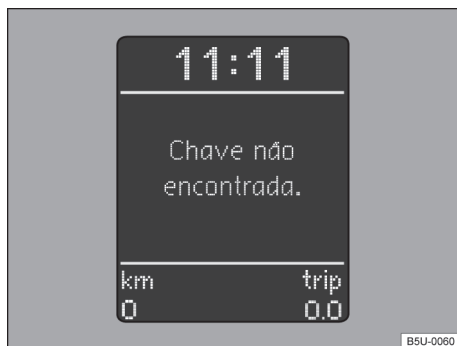 11:11
Chave não
encontrada.
km trip
0 0.0
B5U-0060